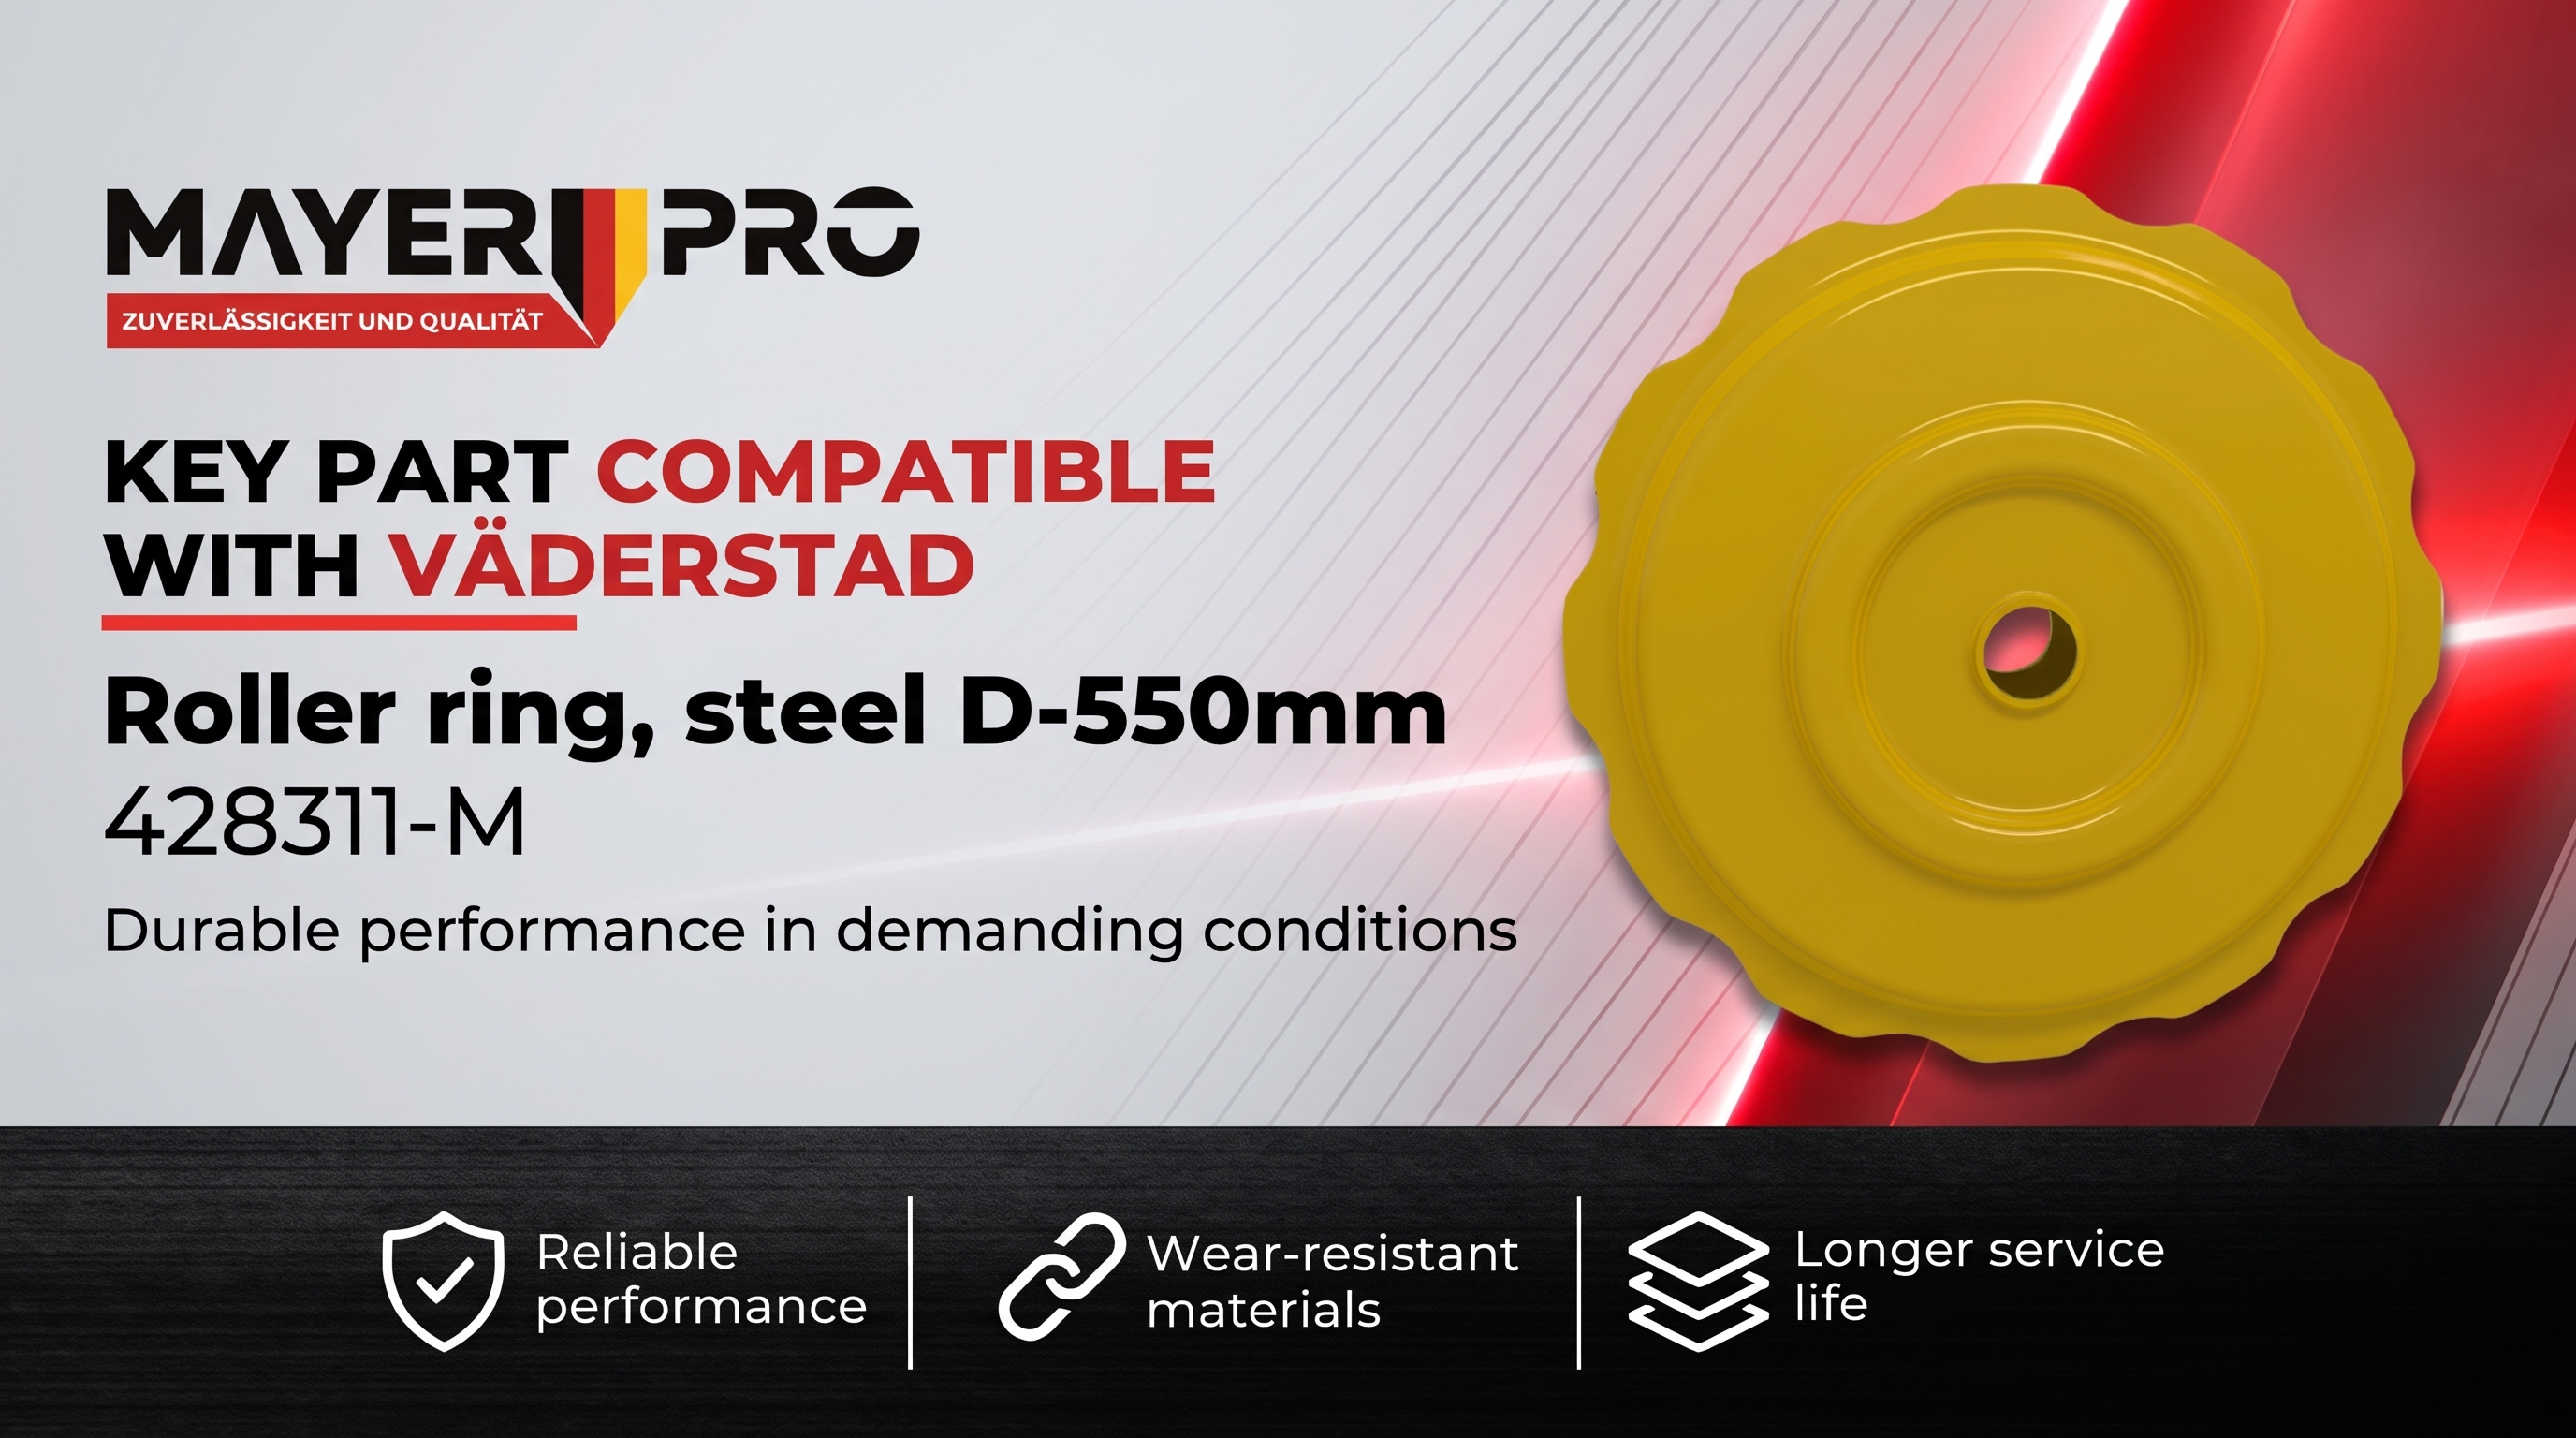 MAYER PRO
ZUVERLÄSSIGKEIT UND QUALITÄT
KEY PART COMPATIBLE
WITH VÄDERSTAD
Roller ring, steel D-550mm
428311-M
Durable performance in demanding conditions
Reliable
performance
Wear-resistant
materials
Longer service
life